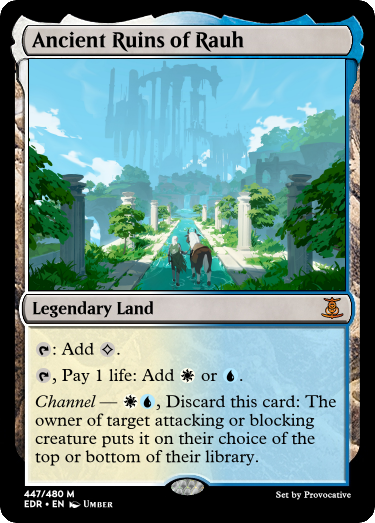 Ancient Ruins of Rauh
Legendary Land
: Add .
, Pay 1 life: Add or .
Channel — , Discard this card: The
owner of target attacking or blocking
creature puts it on their choice of the
top or bottom of their library.
447/480 M
EDR • EN Umber
Set by Provocative